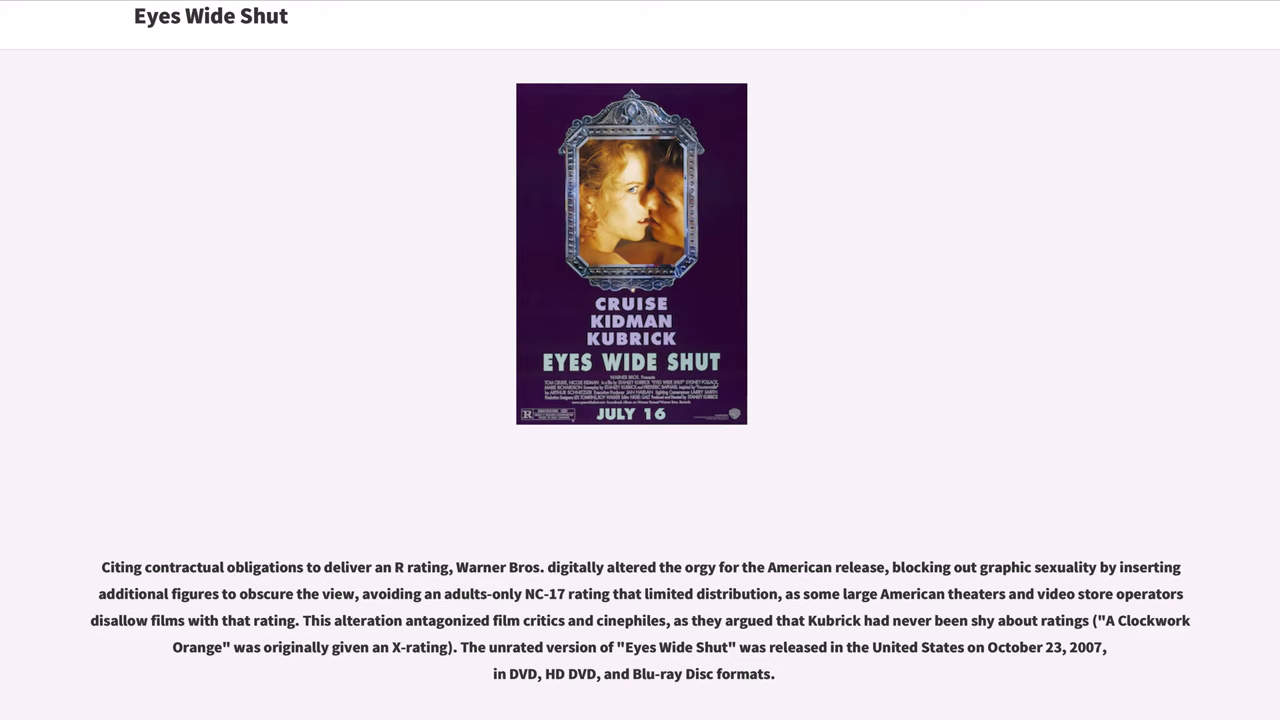 Eyes Wide Shut
CRUISE
KIDMAN
KUBRICK
EYES WIDE SHUT
WARNER BROS. Presents
JULY 16
R
Citing contractual obligations to deliver an R rating, Warner Bros. digitally altered the orgy for the American release, blocking out graphic sexuality by inserting
additional figures to obscure the view, avoiding an adults-only NC-17 rating that limited distribution, as some large American theaters and video store operators
disallow films with that rating. This alteration antagonized film critics and cinephiles, as they argued that Kubrick had never been shy about ratings ("A Clockwork
Orange" was originally given an X-rating). The unrated version of "Eyes Wide Shut" was released in the United States on October 23, 2007,
in DVD, HD DVD, and Blu-ray Disc formats.